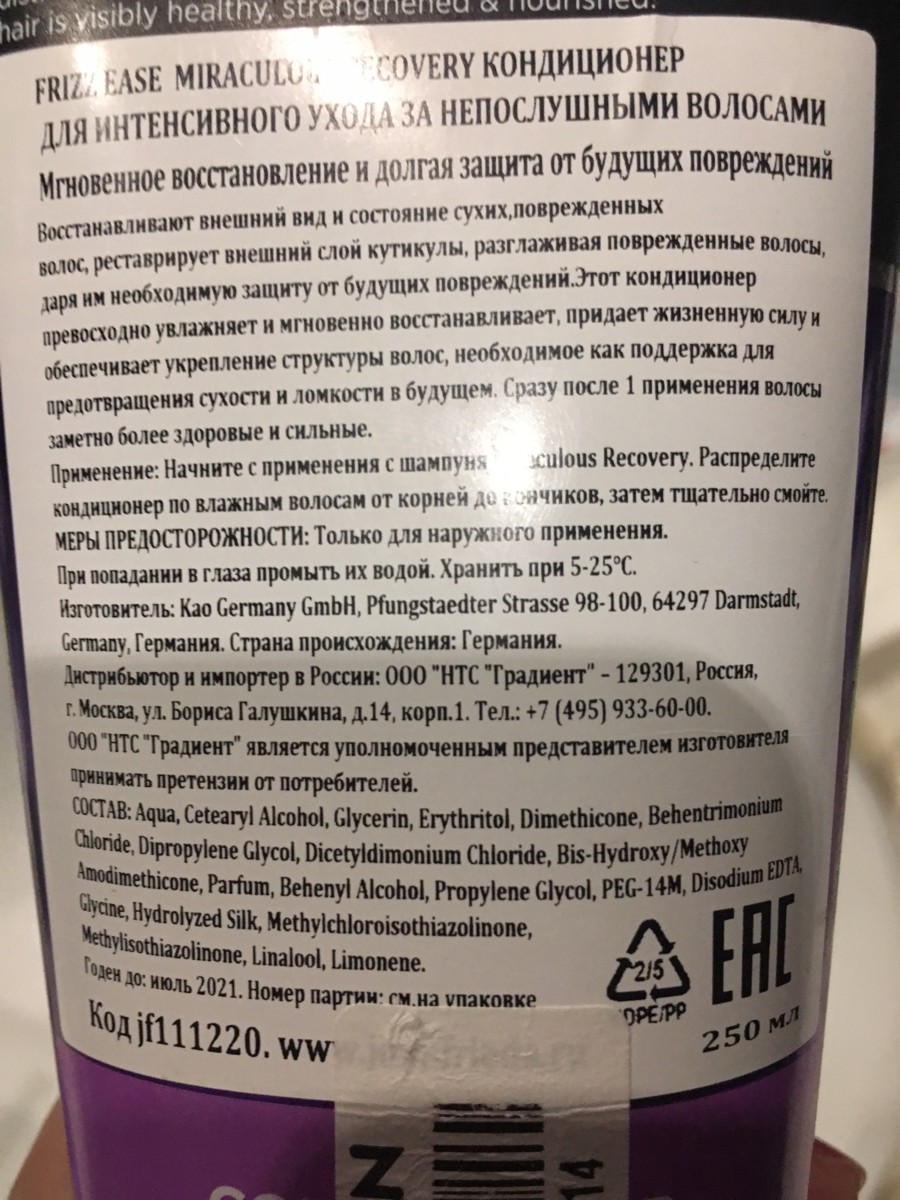 hair is visibly healthy, strengthened & nourished.
FRIZZ EASE MIRACULOUS RECOVERY КОНДИЦИОНЕР
ДЛЯ ИНТЕНСИВНОГО УХОДА ЗА НЕПОСЛУШНЫМИ ВОЛОСАМИ
Мгновенное восстановление и долгая защита от будущих повреждений
Восстанавливают внешний вид и состояние сухих,поврежденных
волос, реставрирует внешний слой кутикулы, разглаживая поврежденные волосы,
даря им необходимую защиту от будущих повреждений.Этот кондиционер
превосходно увлажняет и мгновенно восстанавливает, придает жизненную силу и
обеспечивает укрепление структуры волос, необходимое как поддержка для
предотвращения сухости и ломкости в будущем. Сразу после 1 применения волосы
заметно более здоровые и сильные.
Применение: Начните с применения с шампуня Miraculous Recovery. Распределите
кондиционер по влажным волосам от корней до кончиков, затем тщательно смойте.
МЕРЫ ПРЕДОСТОРОЖНОСТИ: Только для наружного применения.
При попадании в глаза промыть их водой. Хранить при 5-25°С.
Изготовитель: Kao Germany GmbH, Pfungstaedter Strasse 98-100, 64297 Darmstadt,
Germany, Германия. Страна происхождения: Германия.
Дистрибьютор и импортер в России: ООО "НТС "Градиент" – 129301, Россия,
г. Москва, ул. Бориса Галушкина, д.14, корп.1. Тел.: +7 (495) 933-60-00.
ООО "НТС "Градиент" является уполномоченным представителем изготовителя
принимать претензии от потребителей.
СОСТАВ: Aqua, Cetearyl Alcohol, Glycerin, Erythritol, Dimethicone, Behentrimonium
Chloride, Dipropylene Glycol, Dicetyldimonium Chloride, Bis-Hydroxy/Methoxy
Amodimethicone, Parfum, Behenyl Alcohol, Propylene Glycol, PEG-14M, Disodium EDTA,
Glycine, Hydrolyzed Silk, Methylchloroisothiazolinone,
Methylisothiazolinone, Linalool, Limonene.
Годен до: июль 2021. Номер партии: см.на упаковке
2/5
EAC
Код jf111220. ww
250 мл
N
14